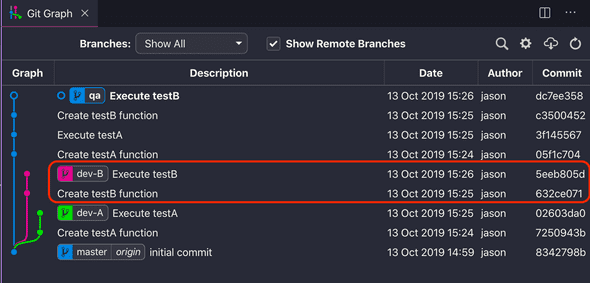 Git Graph
Branches: Show All Show Remote Branches
Graph Description Date Author Commit
qa Execute testB 13 Oct 2019 15:26 jason dc7ee358
Create testB function 13 Oct 2019 15:25 jason c3500452
Execute testA 13 Oct 2019 15:25 jason 3f145567
Create testA function 13 Oct 2019 15:24 jason 05f1c704
dev-B Execute testB 13 Oct 2019 15:26 jason 5eeb805d
Create testB function 13 Oct 2019 15:25 jason 632ce071
dev-A Execute testA 13 Oct 2019 15:25 jason 02603da0
Create testA function 13 Oct 2019 15:24 jason 7250943b
master origin initial commit 13 Oct 2019 14:59 jason 8342798b